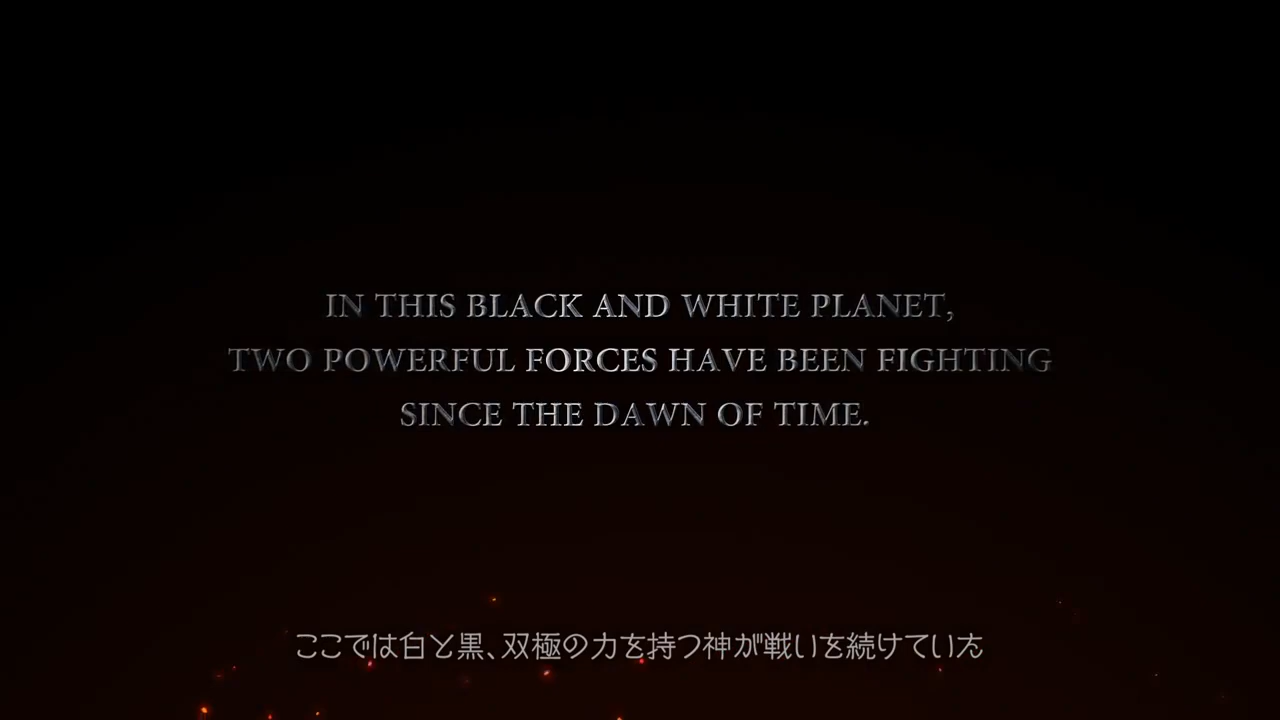 IN THIS BLACK AND WHITE PLANET,
TWO POWERFUL FORCES HAVE BEEN FIGHTING
SINCE THE DAWN OF TIME.
ここでは白と黒、双極の力を持つ神が戦いを続けていた